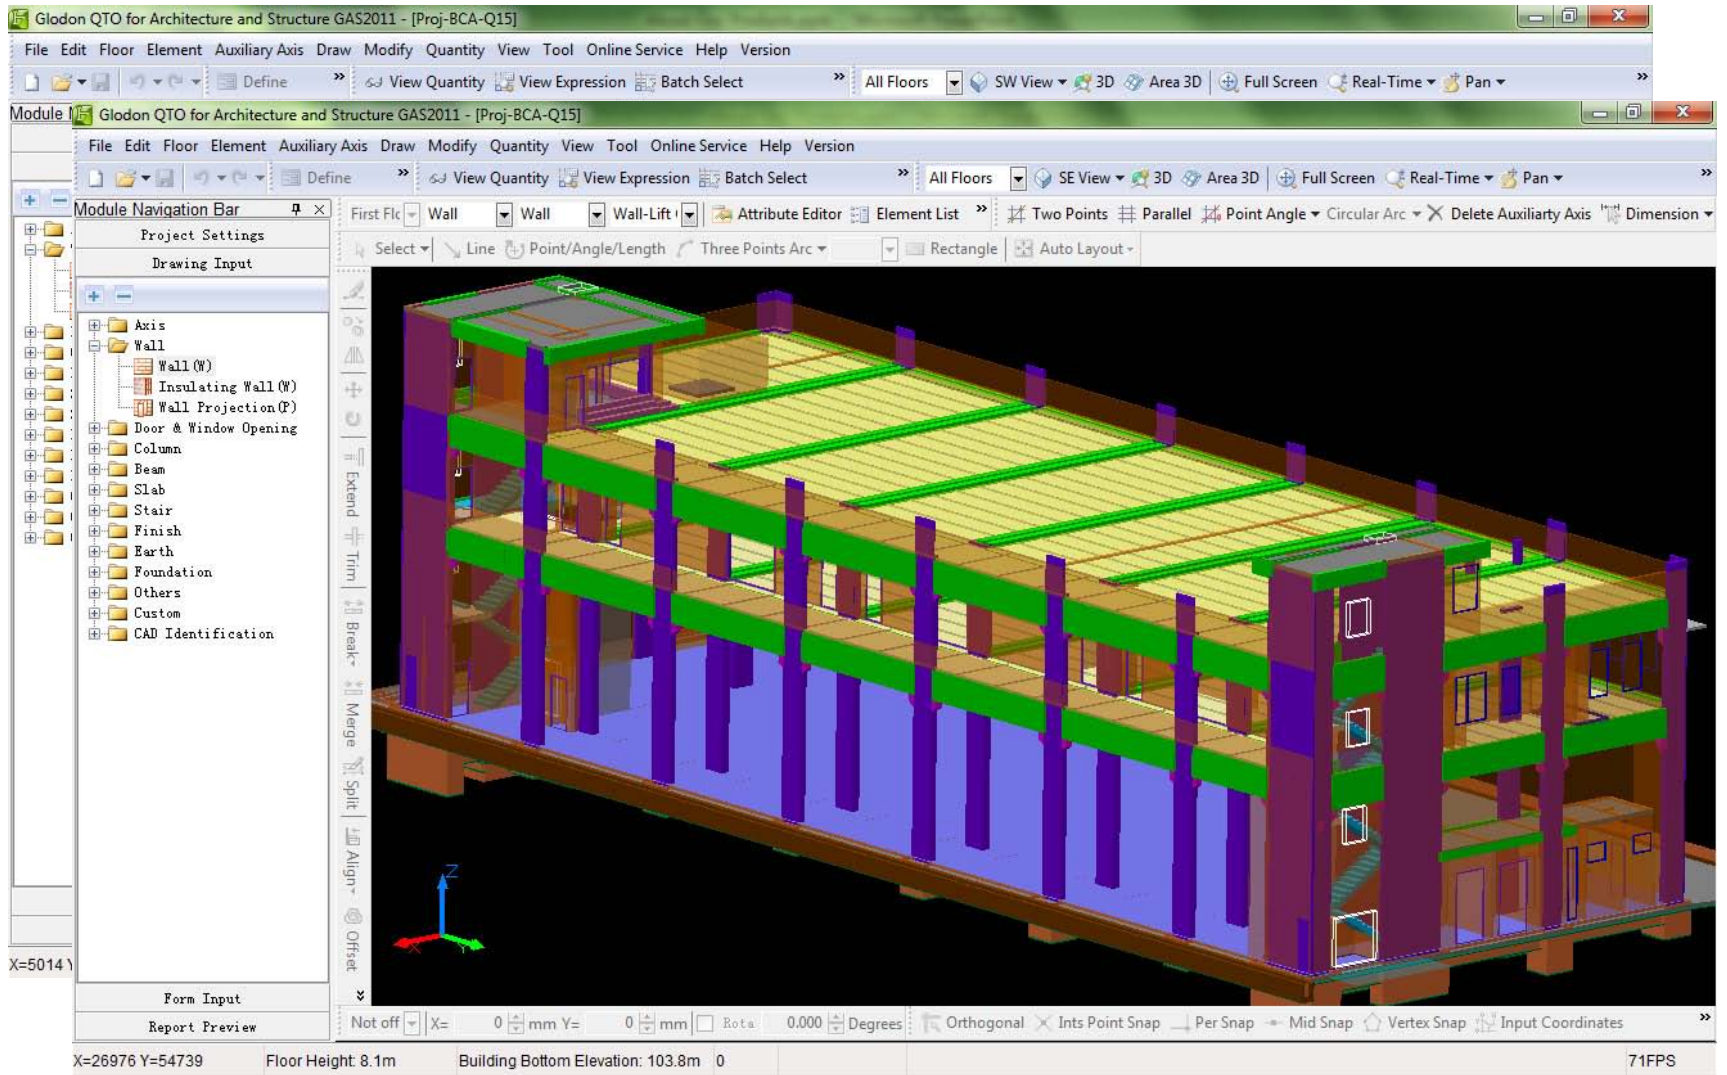 Glodon QTO for Architecture and Structure GAS2011 - [Proj-BCA-Q15]
File Edit Floor Element Auxiliary Axis Draw Modify Quantity View Tool Online Service Help Version
Define » View Quantity View Expression Batch Select » All Floors SW View 3D Area 3D Full Screen Real-Time Pan »
Module
Glodon QTO for Architecture and Structure GAS2011 - [Proj-BCA-Q15]
File Edit Floor Element Auxiliary Axis Draw Modify Quantity View Tool Online Service Help Version
Define » View Quantity View Expression Batch Select » All Floors SE View 3D Area 3D Full Screen Real-Time Pan »
Module Navigation Bar
First Flc Wall Wall Wall-Lift Attribute Editor Element List » Two Points Parallel Point Angle Circular Arc Delete Auxiliarty Axis Dimension
Select Line Point/Angle/Length Three Points Arc Rectangle Auto Layout
Project Settings
Drawing Input
Axis
Wall
Wall(W)
Insulating Wall(W)
Wall Projection(P)
Door & Window Opening
Column
Beam
Slab
Stair
Finish
Earth
Foundation
Others
Custom
CAD Identification
Form Input
Report Preview
Extend
Trim
Break
Merge
Split
Align
Offset
Z
X
Y
Not off X= 0 mm Y= 0 mm Rota 0.000 Degrees Orthogonal Ints Point Snap Per Snap Mid Snap Vertex Snap Input Coordinates »
X=5014
X=26976 Y=54739 Floor Height: 8.1m Building Bottom Elevation: 103.8m 0 71FPS